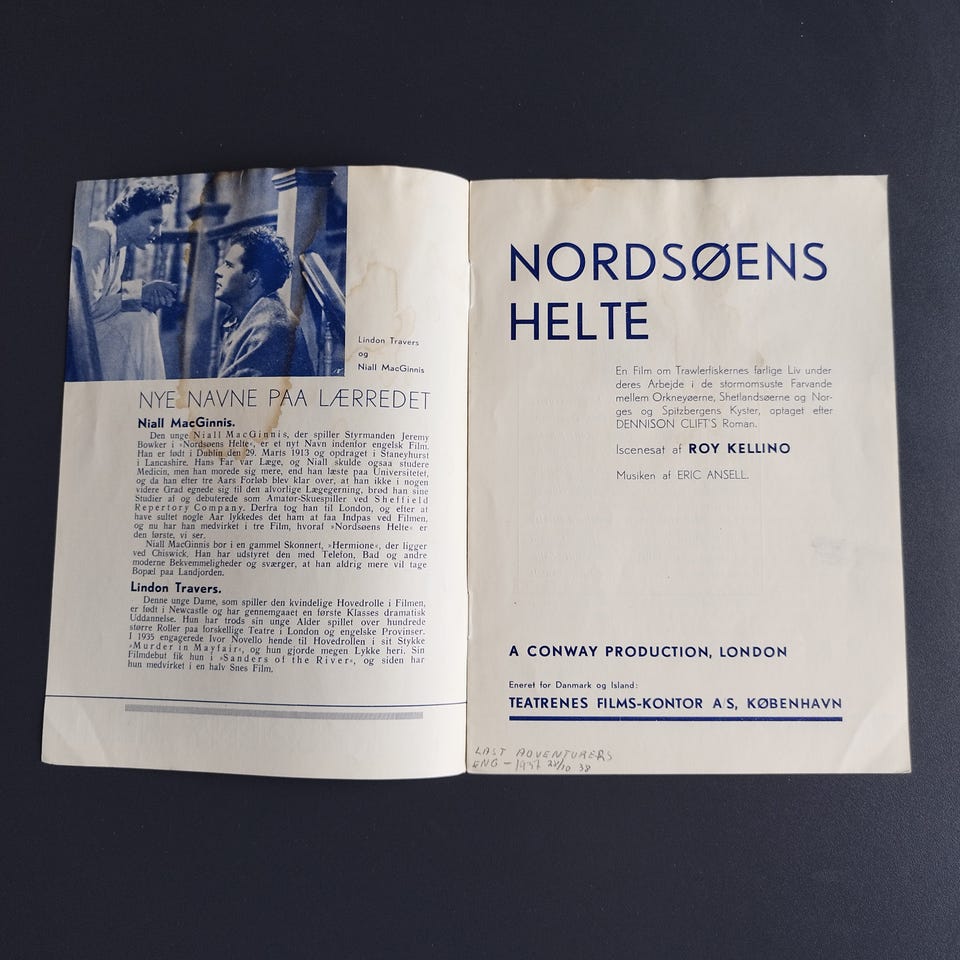 Lindon Travers
og
Niall MacGinnis
NYE NAVNE PAA LÆRREDET
Niall MacGinnis.
Den unge Niall MacGinnis, der spiller Styrmanden Jeremy
Bowker i »Nordsøens Helte«, er et nyt Navn indenfor engelsk Film.
Han er født i Dublin den 29. Marts 1913 og opdraget i Staneyhurst
i Lancashire. Hans Far var Læge, og Niall skulde ogsaa studere
Medicin, men han morede sig mere, end han læste paa Universitetet,
og da han efter tre Aars Forløb blev klar over, at han ikke i nogen
videre Grad egnede sig til den alvorlige Lægegerning, brød han sine
Studier af og debuterede som Amatør-Skuespiller ved Sheffield
Repertory Company. Derfra tog han til London, og efter at
have sultet nogle Aar lykkedes det ham at faa Indpas ved Filmen,
og nu har han medvirket i tre Film, hvoraf »Nordsøens Helte« er
den første, vi ser.
Niall MacGinnis bor i en gammel Skonnert, »Hermione«, der ligger
ved Chiswick. Han har udstyret den med Telefon, Bad og andre
moderne Bekvemmeligheder og sværger, at han aldrig mere vil tage
Bopæl paa Landjorden.
Lindon Travers.
Denne unge Dame, som spiller den kvindelige Hovedrolle i Filmen,
er født i Newcastle og har gennemgaaet en første Klasses dramatisk
Uddannelse. Hun har trods sin unge Alder spillet over hundrede
større Roller paa forskellige Teatre i London og engelske Provinser.
I 1935 engagerede Ivor Novello hende til Hovedrollen i sit Stykke
»Murder in Mayfair«, og hun gjorde megen Lykke heri. Sin
Filmdebut fik hun i »Sanders of the River«, og siden har
hun medvirket i en halv Snes Film.
NORDSØENS
HELTE
En Film om Trawlerfiskernes farlige Liv under
deres Arbejde i de stormomsuste Farvande
mellem Orkneyøerne, Shetlandsøerne og Nor-
ges og Spitzbergens Kyster, optaget efter
DENNISON CLIFT'S Roman.
Iscenesat af ROY KELLINO
Musiken af ERIC ANSELL.
A CONWAY PRODUCTION, LONDON
Eneret for Danmark og Island:
TEATRENES FILMS-KONTOR A/S, KØBENHAVN
LAST ADVENTURERS
ENG - 1937 24/10 38